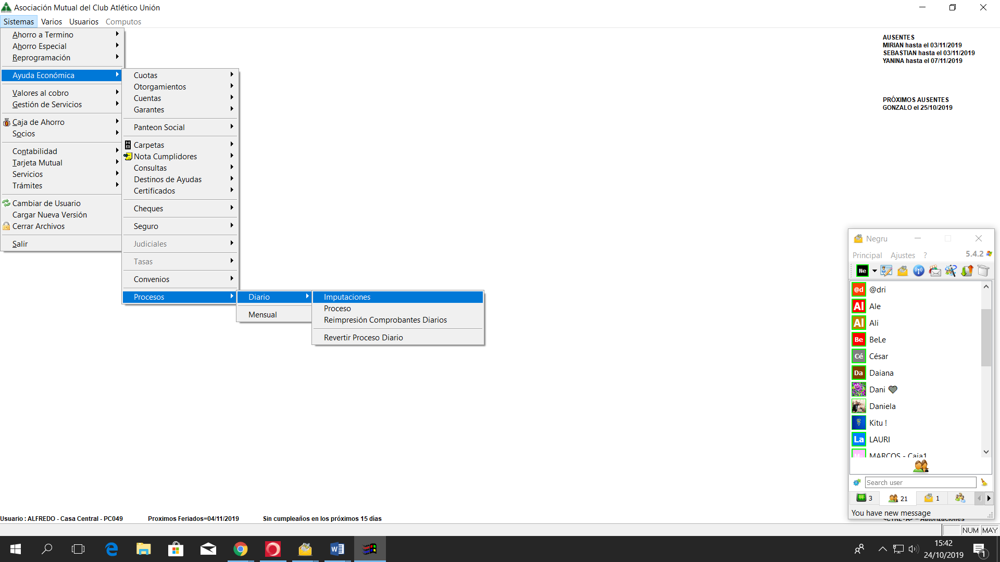 Asociación Mutual del Club Atlético Unión
Sistemas Varios Usuarios Computos
Ahorro a Termino
Ahorro Especial
Reprogramación
Ayuda Económica
Valores al cobro
Gestión de Servicios
Caja de Ahorro
Socios
Contabilidad
Tarjeta Mutual
Servicios
Trámites
Cambiar de Usuario
Cargar Nueva Versión
Cerrar Archivos
Salir
Cuotas
Otorgamientos
Cuentas
Garantes
Panteon Social
Carpetas
Nota Cumplidores
Consultas
Destinos de Ayudas
Certificados
Cheques
Seguro
Judiciales
Tasas
Convenios
Procesos
Diario
Mensual
Imputaciones
Proceso
Reimpresión Comprobantes Diarios
Revertir Proceso Diario
AUSENTES
MIRIAN hasta el 03/11/2019
SEBASTIAN hasta el 03/11/2019
YANINA hasta el 07/11/2019
PRÓXIMOS AUSENTES
GONZALO el 25/10/2019
Negru
Principal Ajustes ? 5.4.2
Ne
@d @dri
Al Ale
Al Ali
Be BeLe
Cé César
Da Daiana
Dani
Daniela
Kitu !
La LAURI
MARCOS - Caja1
Search user
3 21 1
You have new message
<CTRL+A> = Autorizaciones
Usuario : ALFREDO - Casa Central - PC049 Proximos Feriados=04/11/2019 Sin cumpleaños en los próximos 15 días
NUM MAY
15:42
24/10/2019
1